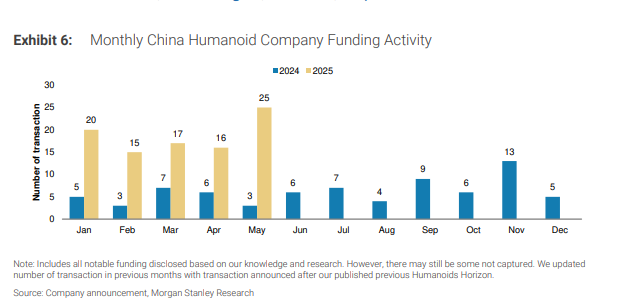 Exhibit 6: Monthly China Humanoid Company Funding Activity
2024 2025
Number of transaction
30
25
20
15
10
5
0
5 20 3 15 7 17 6 16 3 25 6 7 4 9 6 13 5
Jan Feb Mar Apr May Jun Jul Aug Sep Oct Nov Dec
Note: Includes all notable funding disclosed based on our knowledge and research. However, there may still be some not captured. We updated
number of transaction in previous months with transaction announced after our published previous Humanoids Horizon.
Source: Company announcement, Morgan Stanley Research